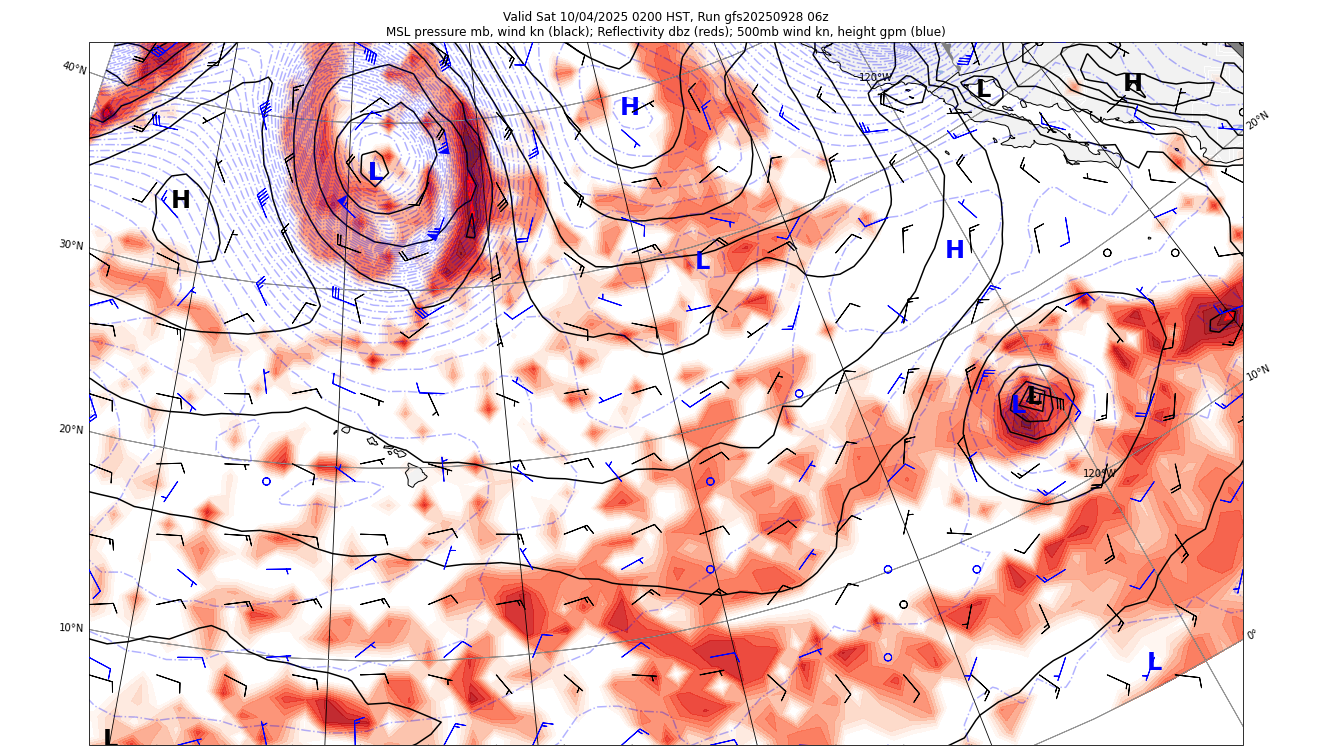 Valid Sat 10/04/2025 0200 HST, Run gfs20250928 06z
MSL pressure mb, wind kn (black); Reflectivity dbz (reds); 500mb wind kn, height gpm (blue)
40°N
120°W
L
H
H
20°N
L
H
30°N
H
L
10°N
L
L
20°N
120°W
10°N
0°
L
L